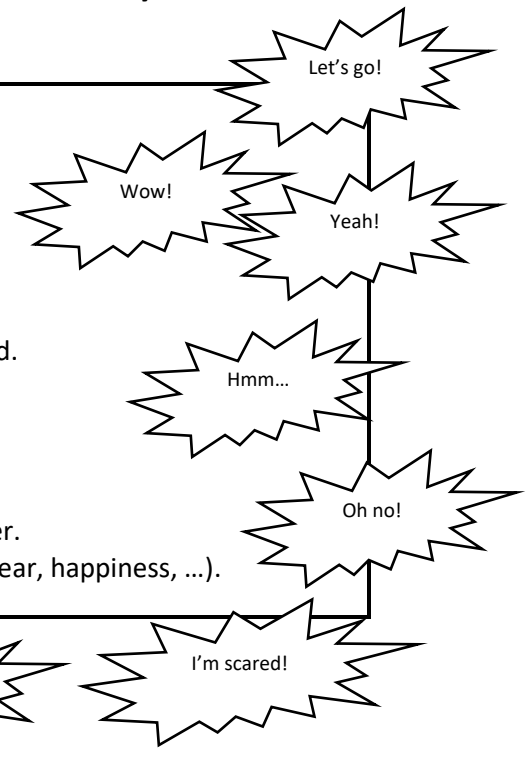 Let's go!
Wow!
Yeah!
d.
Hmm...
Oh no!
er.
ear, happiness, ...).
I'm scared!